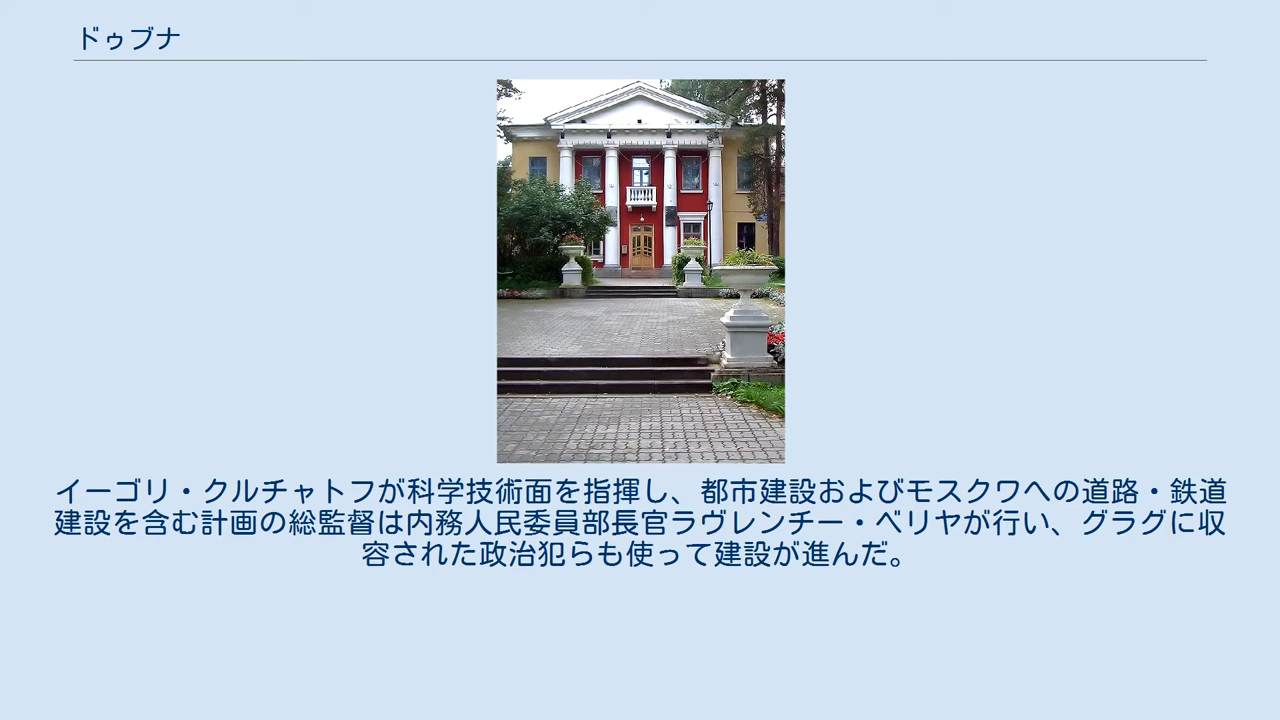 ドゥブナ
イーゴリ・クルチャトフが科学技術面を指揮し、都市建設およびモスクワへの道路・鉄道
建設を含む計画の総監督は内務人民委員部長官ラヴレンチー・ベリヤが行い、グラグに収
容された政治犯らも使って建設が進んだ。